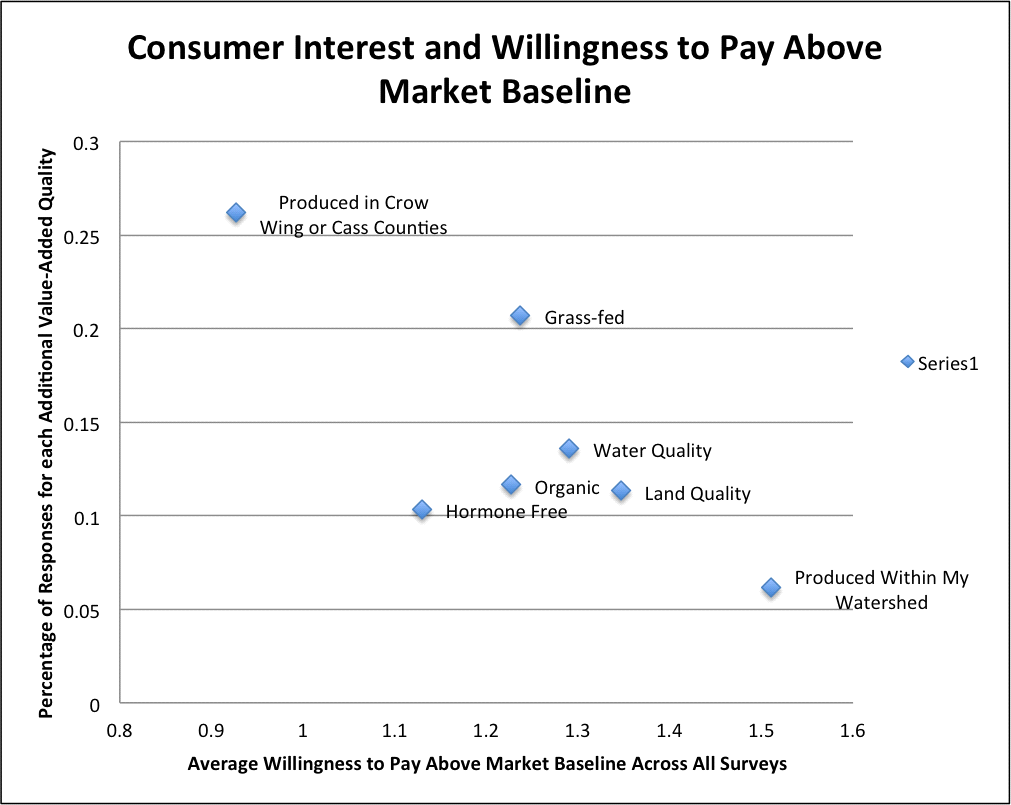 Consumer Interest and Willingness to Pay Above
Market Baseline
Percentage of Responses for each Additional Value-Added Quality
0.3
0.25
0.2
0.15
0.1
0.05
0
Produced in Crow
Wing or Cass Counties
Grass-fed
Series1
Water Quality
Organic
Land Quality
Hormone Free
Produced Within My
Watershed
0.8 0.9 1 1.1 1.2 1.3 1.4 1.5 1.6
Average Willingness to Pay Above Market Baseline Across All Surveys